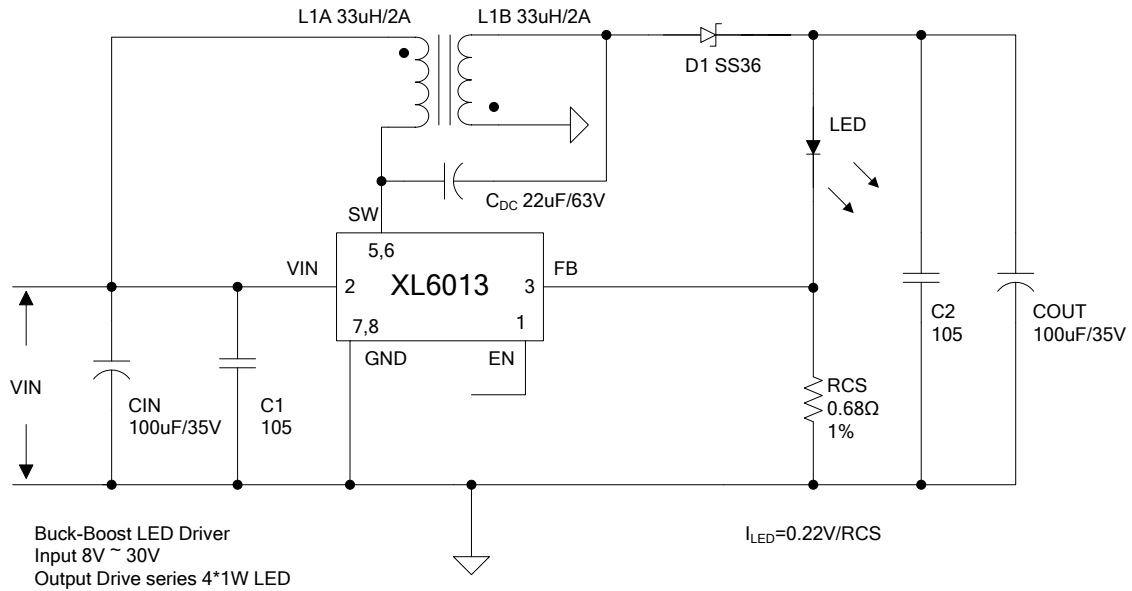 L1A 33uH/2A
L1B 33uH/2A
D1 SS36
LED
CDC 22uF/63V
SW
5,6
VIN
XL6013
FB
2
3
7,8
1
GND
EN
VIN
CIN
100uF/35V
C1
105
RCS
0.68Ω
1%
C2
105
COUT
100uF/35V
Buck-Boost LED Driver
Input 8V ~ 30V
Output Drive series 4*1W LED
ILED=0.22V/RCS